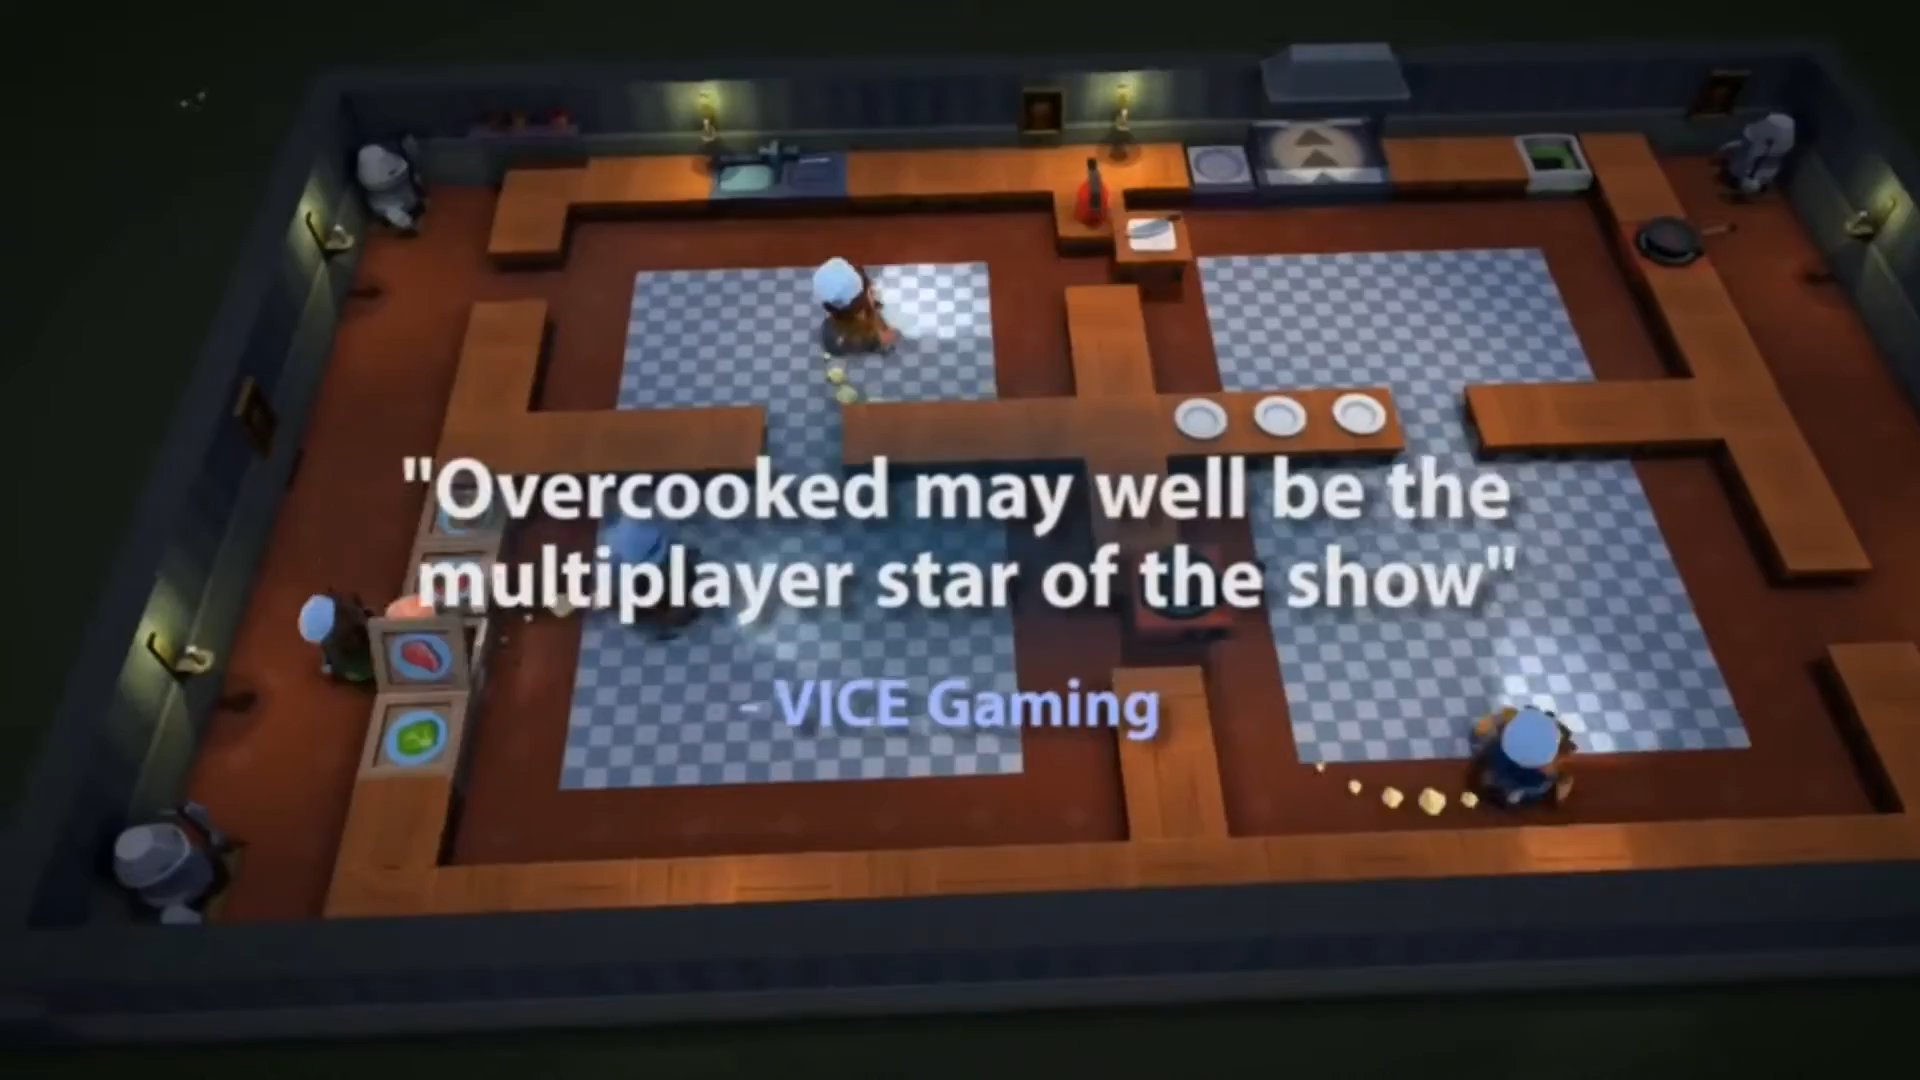 "Overcooked may well be the
multiplayer star of the show"
- VICE Gaming